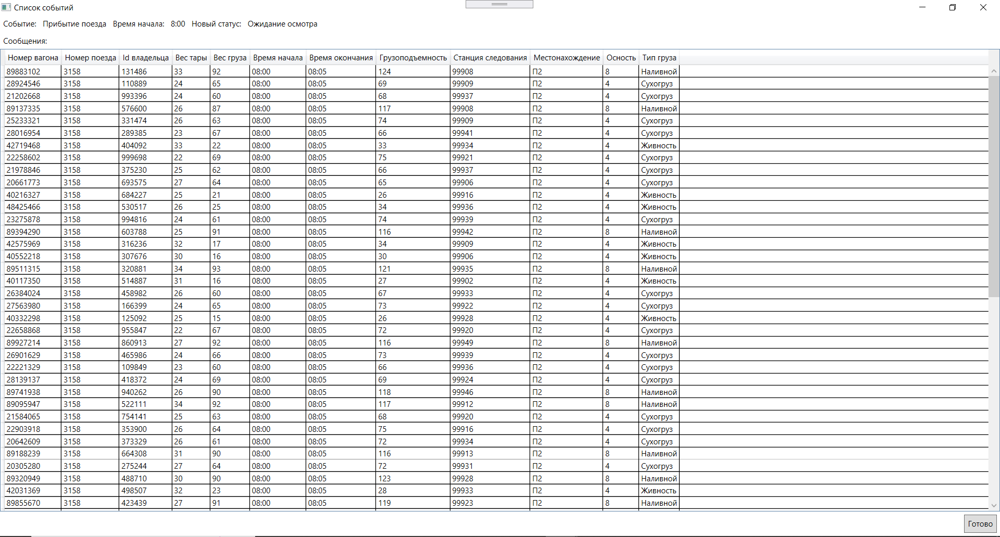 Список событий
Событие: Прибытие поезда Время начала: 8:00 Новый статус: Ожидание осмотра
Сообщения:
Номер вагона Номер поезда Id владельца Вес тары Вес груза Время начала Время окончания Грузоподъемность Станция следования Местонахождение Осность Тип груза
89883102 3158 131486 33 92 08:00 08:05 124 99908 П2 8 Наливной
28924546 3158 110889 24 65 08:00 08:05 69 99909 П2 4 Сухогруз
21202668 3158 993396 24 60 08:00 08:05 68 99937 П2 4 Сухогруз
89137335 3158 576600 26 87 08:00 08:05 117 99908 П2 8 Наливной
25233321 3158 331474 26 63 08:00 08:05 74 99909 П2 4 Сухогруз
28016954 3158 289385 23 67 08:00 08:05 66 99941 П2 4 Сухогруз
42719468 3158 404092 33 22 08:00 08:05 33 99934 П2 4 Живность
22258602 3158 999698 22 69 08:00 08:05 75 99921 П2 4 Сухогруз
21978846 3158 375230 25 62 08:00 08:05 66 99937 П2 4 Сухогруз
20661773 3158 693575 27 64 08:00 08:05 65 99906 П2 4 Сухогруз
40216327 3158 684227 25 21 08:00 08:05 26 99916 П2 4 Живность
48425466 3158 530517 26 25 08:00 08:05 34 99936 П2 4 Живность
23275878 3158 994816 24 61 08:00 08:05 74 99939 П2 4 Сухогруз
89394290 3158 603788 25 91 08:00 08:05 116 99942 П2 8 Наливной
42575969 3158 316236 32 17 08:00 08:05 34 99909 П2 4 Живность
40552218 3158 307676 30 16 08:00 08:05 30 99906 П2 4 Живность
89511315 3158 320881 34 93 08:00 08:05 121 99935 П2 8 Наливной
40117350 3158 514887 31 16 08:00 08:05 27 99902 П2 4 Живность
26384024 3158 458982 26 60 08:00 08:05 67 99933 П2 4 Сухогруз
27563980 3158 166399 24 65 08:00 08:05 73 99922 П2 4 Сухогруз
40332298 3158 125092 25 15 08:00 08:05 26 99928 П2 4 Живность
22658868 3158 955847 22 67 08:00 08:05 72 99920 П2 4 Сухогруз
89927214 3158 860913 27 92 08:00 08:05 116 99949 П2 8 Наливной
26901629 3158 465986 24 66 08:00 08:05 73 99939 П2 4 Сухогруз
22221329 3158 109849 23 60 08:00 08:05 66 99936 П2 4 Сухогруз
28139137 3158 418372 24 69 08:00 08:05 69 99924 П2 4 Сухогруз
89741938 3158 940262 26 90 08:00 08:05 118 99946 П2 8 Наливной
89095947 3158 522111 34 92 08:00 08:05 117 99912 П2 8 Наливной
21584065 3158 754141 25 63 08:00 08:05 68 99920 П2 4 Сухогруз
22903918 3158 353900 26 64 08:00 08:05 75 99916 П2 4 Сухогруз
20642609 3158 373329 26 61 08:00 08:05 72 99934 П2 4 Сухогруз
89188239 3158 664308 31 90 08:00 08:05 116 99913 П2 8 Наливной
20305280 3158 275244 27 64 08:00 08:05 72 99931 П2 4 Сухогруз
89320949 3158 488710 30 90 08:00 08:05 123 99928 П2 8 Наливной
42031369 3158 498507 32 23 08:00 08:05 28 99933 П2 4 Живность
89855670 3158 423439 27 91 08:00 08:05 119 99923 П2 8 Наливной
Готово